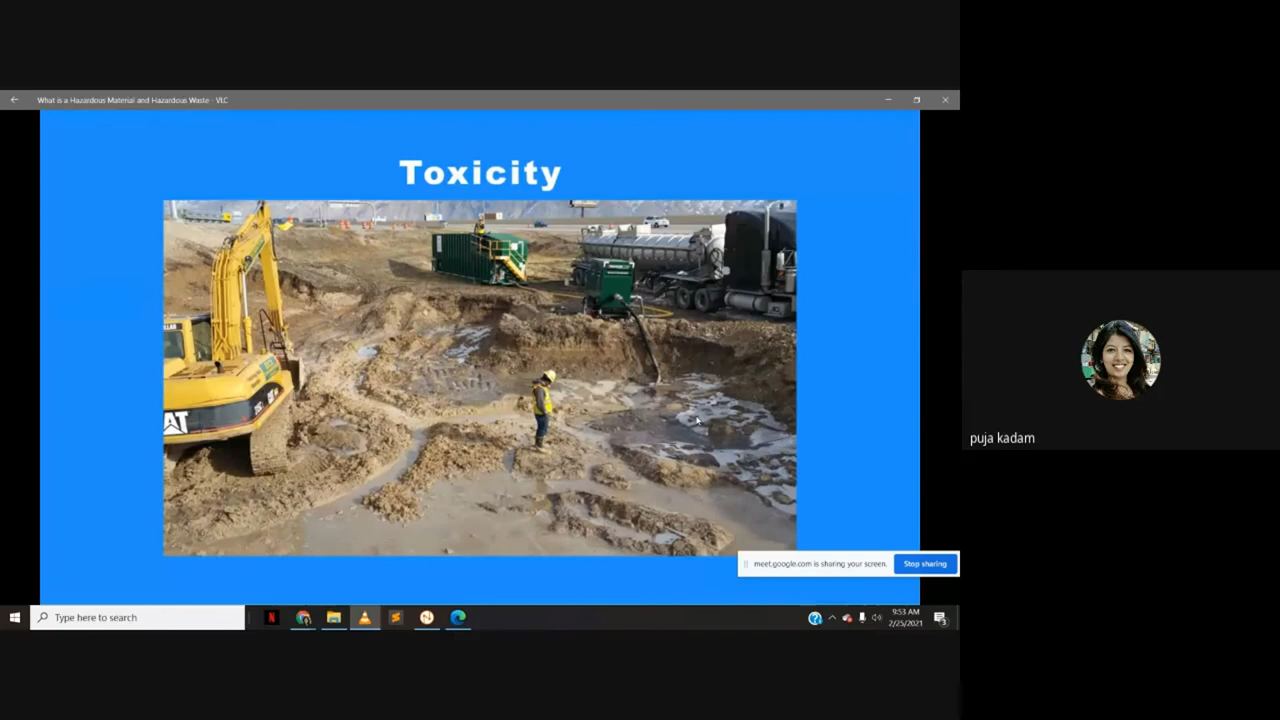 What is a Hazardous Material and Hazardous Waste - VLC
Toxicity
CAT
puja kadam
meet.google.com is sharing your screen.
Stop sharing
Type here to search
9:53 AM
2/25/2021